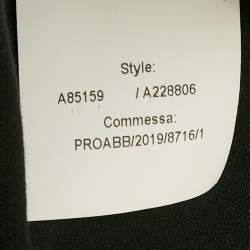 Style:
A85159 / A228806
Commessa:
PROABB/2019/8716/1